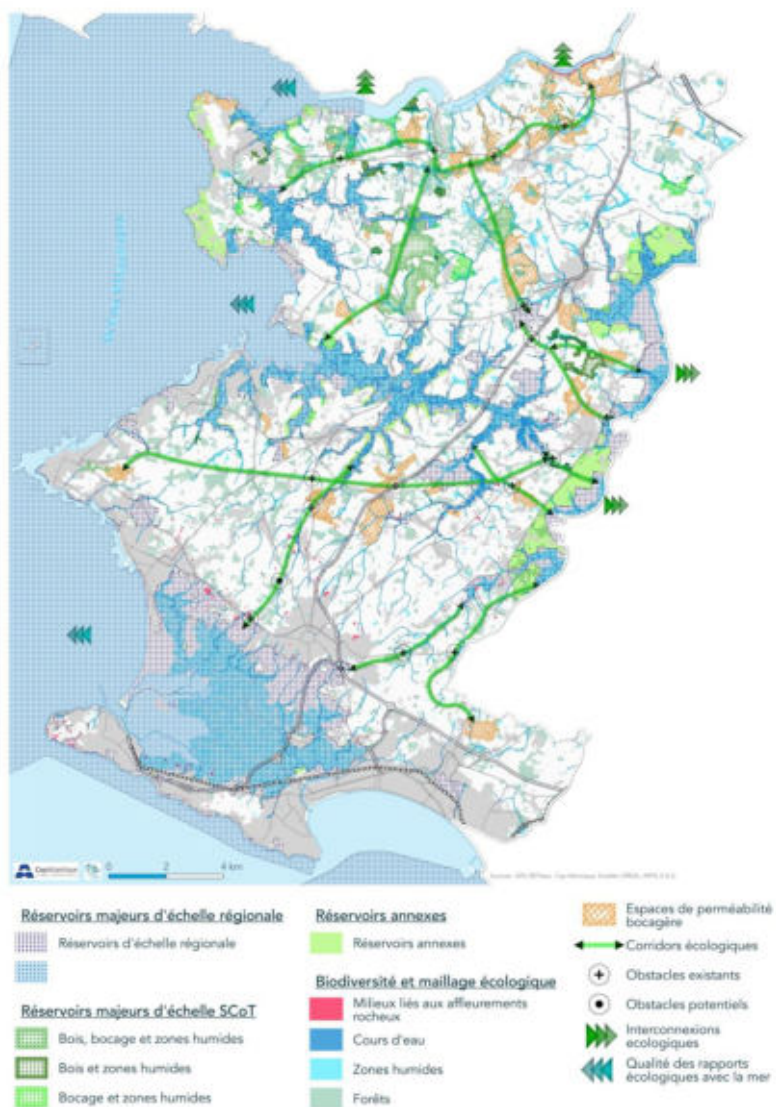 CapAtlantique
0 2 4 km
Réservoirs majeurs d'échelle régionale
Réservoirs d'échelle régionale
Réservoirs majeurs d'échelle SCoT
Bois, bocage et zones humides
Bois et zones humides
Bocage et zones humides
Réservoirs annexes
Réservoirs annexes
Biodiversité et maillage écologique
Milieux liés aux affleurements
rocheux
Cours d'eau
Zones humides
Forêts
Espaces de perméabilité
bocagère
Corridors écologiques
Obstacles existants
Obstacles potentiels
Interconnexions
ecologiques
Qualité des rapports
écologiques avec la mer